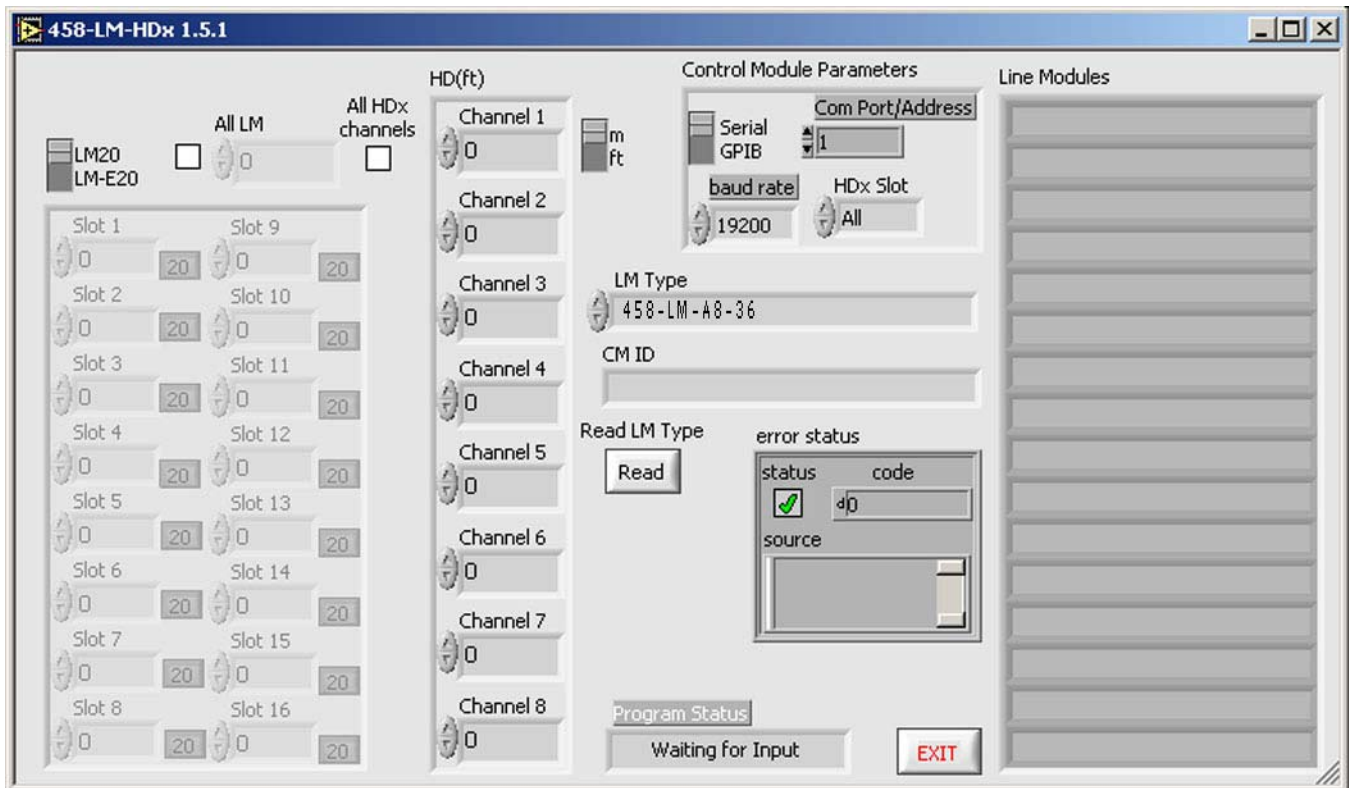 458-LM-HDx 1.5.1
LM20
LM-E20
All LM
0
All HDx
channels
Slot 1
0
20
Slot 9
0
20
Slot 2
0
20
Slot 10
0
20
Slot 3
0
20
Slot 11
0
20
Slot 4
0
20
Slot 12
0
20
Slot 5
0
20
Slot 13
0
20
Slot 6
0
20
Slot 14
0
20
Slot 7
0
20
Slot 15
0
20
Slot 8
0
20
Slot 16
0
20
HD(ft)
Channel 1
0
Channel 2
0
Channel 3
0
Channel 4
0
Channel 5
0
Channel 6
0
Channel 7
0
Channel 8
0
m
ft
Control Module Parameters
Serial
GPIB
Com Port/Address
1
baud rate
19200
HDx Slot
All
LM Type
458-LM-A8-36
CM ID
Read LM Type
Read
error status
status
code
d0
source
Program Status
Waiting for Input
EXIT
Line Modules